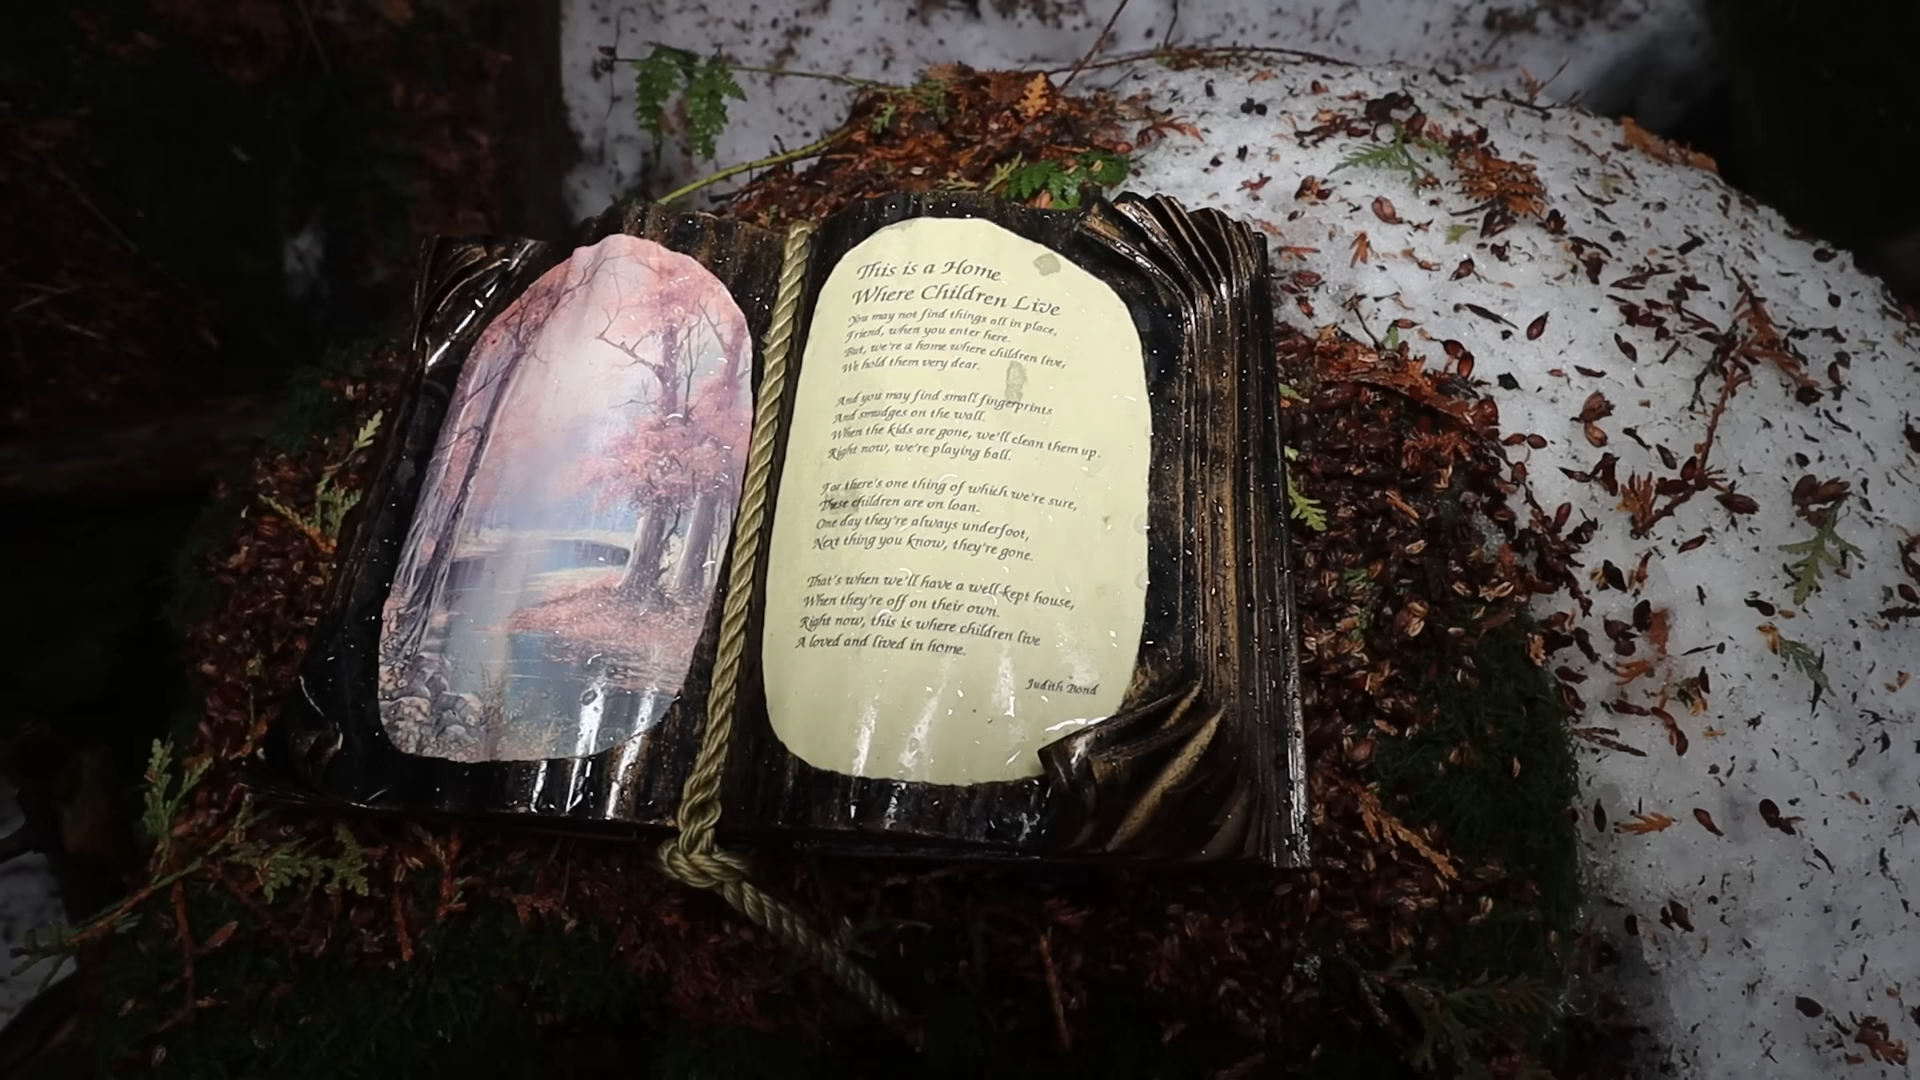 This is a Home
Where Children Live
You may not find things all in place,
Friend, when you enter here.
But, we're a home where children live,
We hold them very dear.
And you may find small fingerprints
And smudges on the wall.
When the kids are gone, we'll clean them up.
Right now, we're playing ball.
For there's one thing of which we're sure,
These children are on loan.
One day they're always underfoot,
Next thing you know, they're gone.
That's when we'll have a well-kept house,
When they're off on their own.
Right now, this is where children live
A loved and lived in home.
Judith Bond